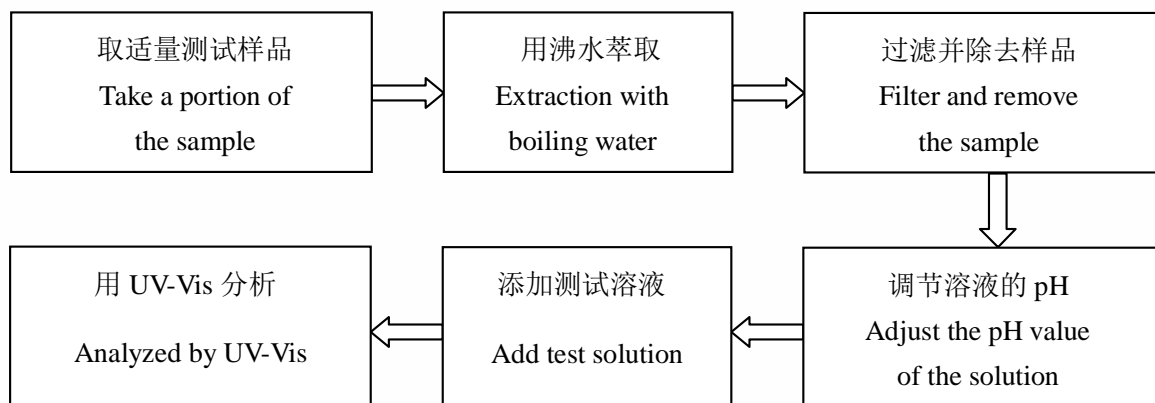 取适量测试样品
Take a portion of
the sample
用沸水萃取
Extraction with
boiling water
过滤并除去样品
Filter and remove
the sample
调节溶液的 pH
Adjust the pH value
of the solution
添加测试溶液
Add test solution
用 UV-Vis 分析
Analyzed by UV-Vis